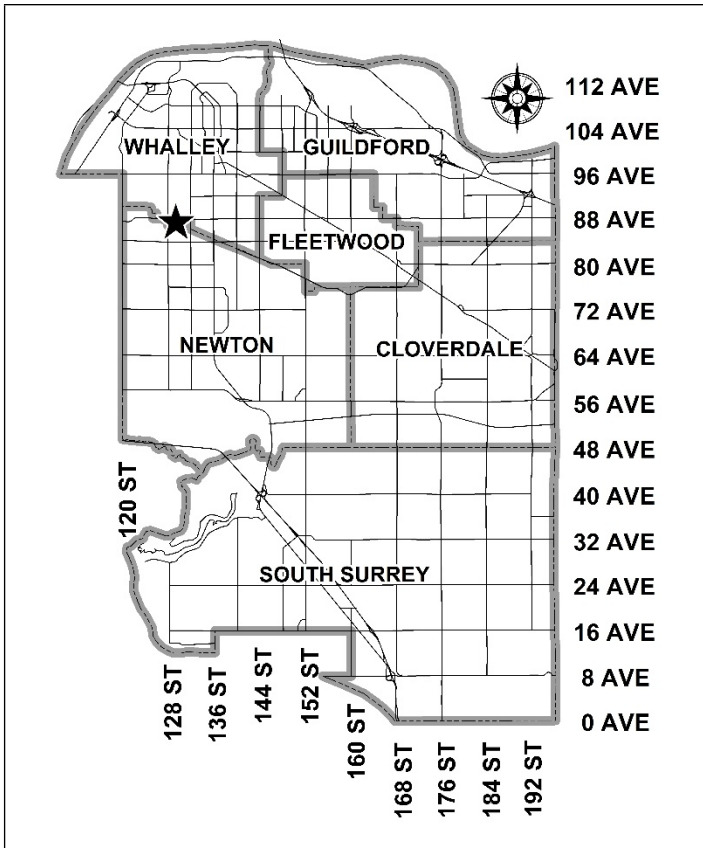 112 AVE
104 AVE
WHALLEY
GUILDFORD
96 AVE
88 AVE
FLEETWOOD
80 AVE
72 AVE
NEWTON
CLOVERDALE
64 AVE
56 AVE
48 AVE
120 ST
40 AVE
32 AVE
SOUTH SURREY
24 AVE
16 AVE
128 ST
136 ST
144 ST
152 ST
160 ST
8 AVE
0 AVE
168 ST
176 ST
184 ST
192 ST